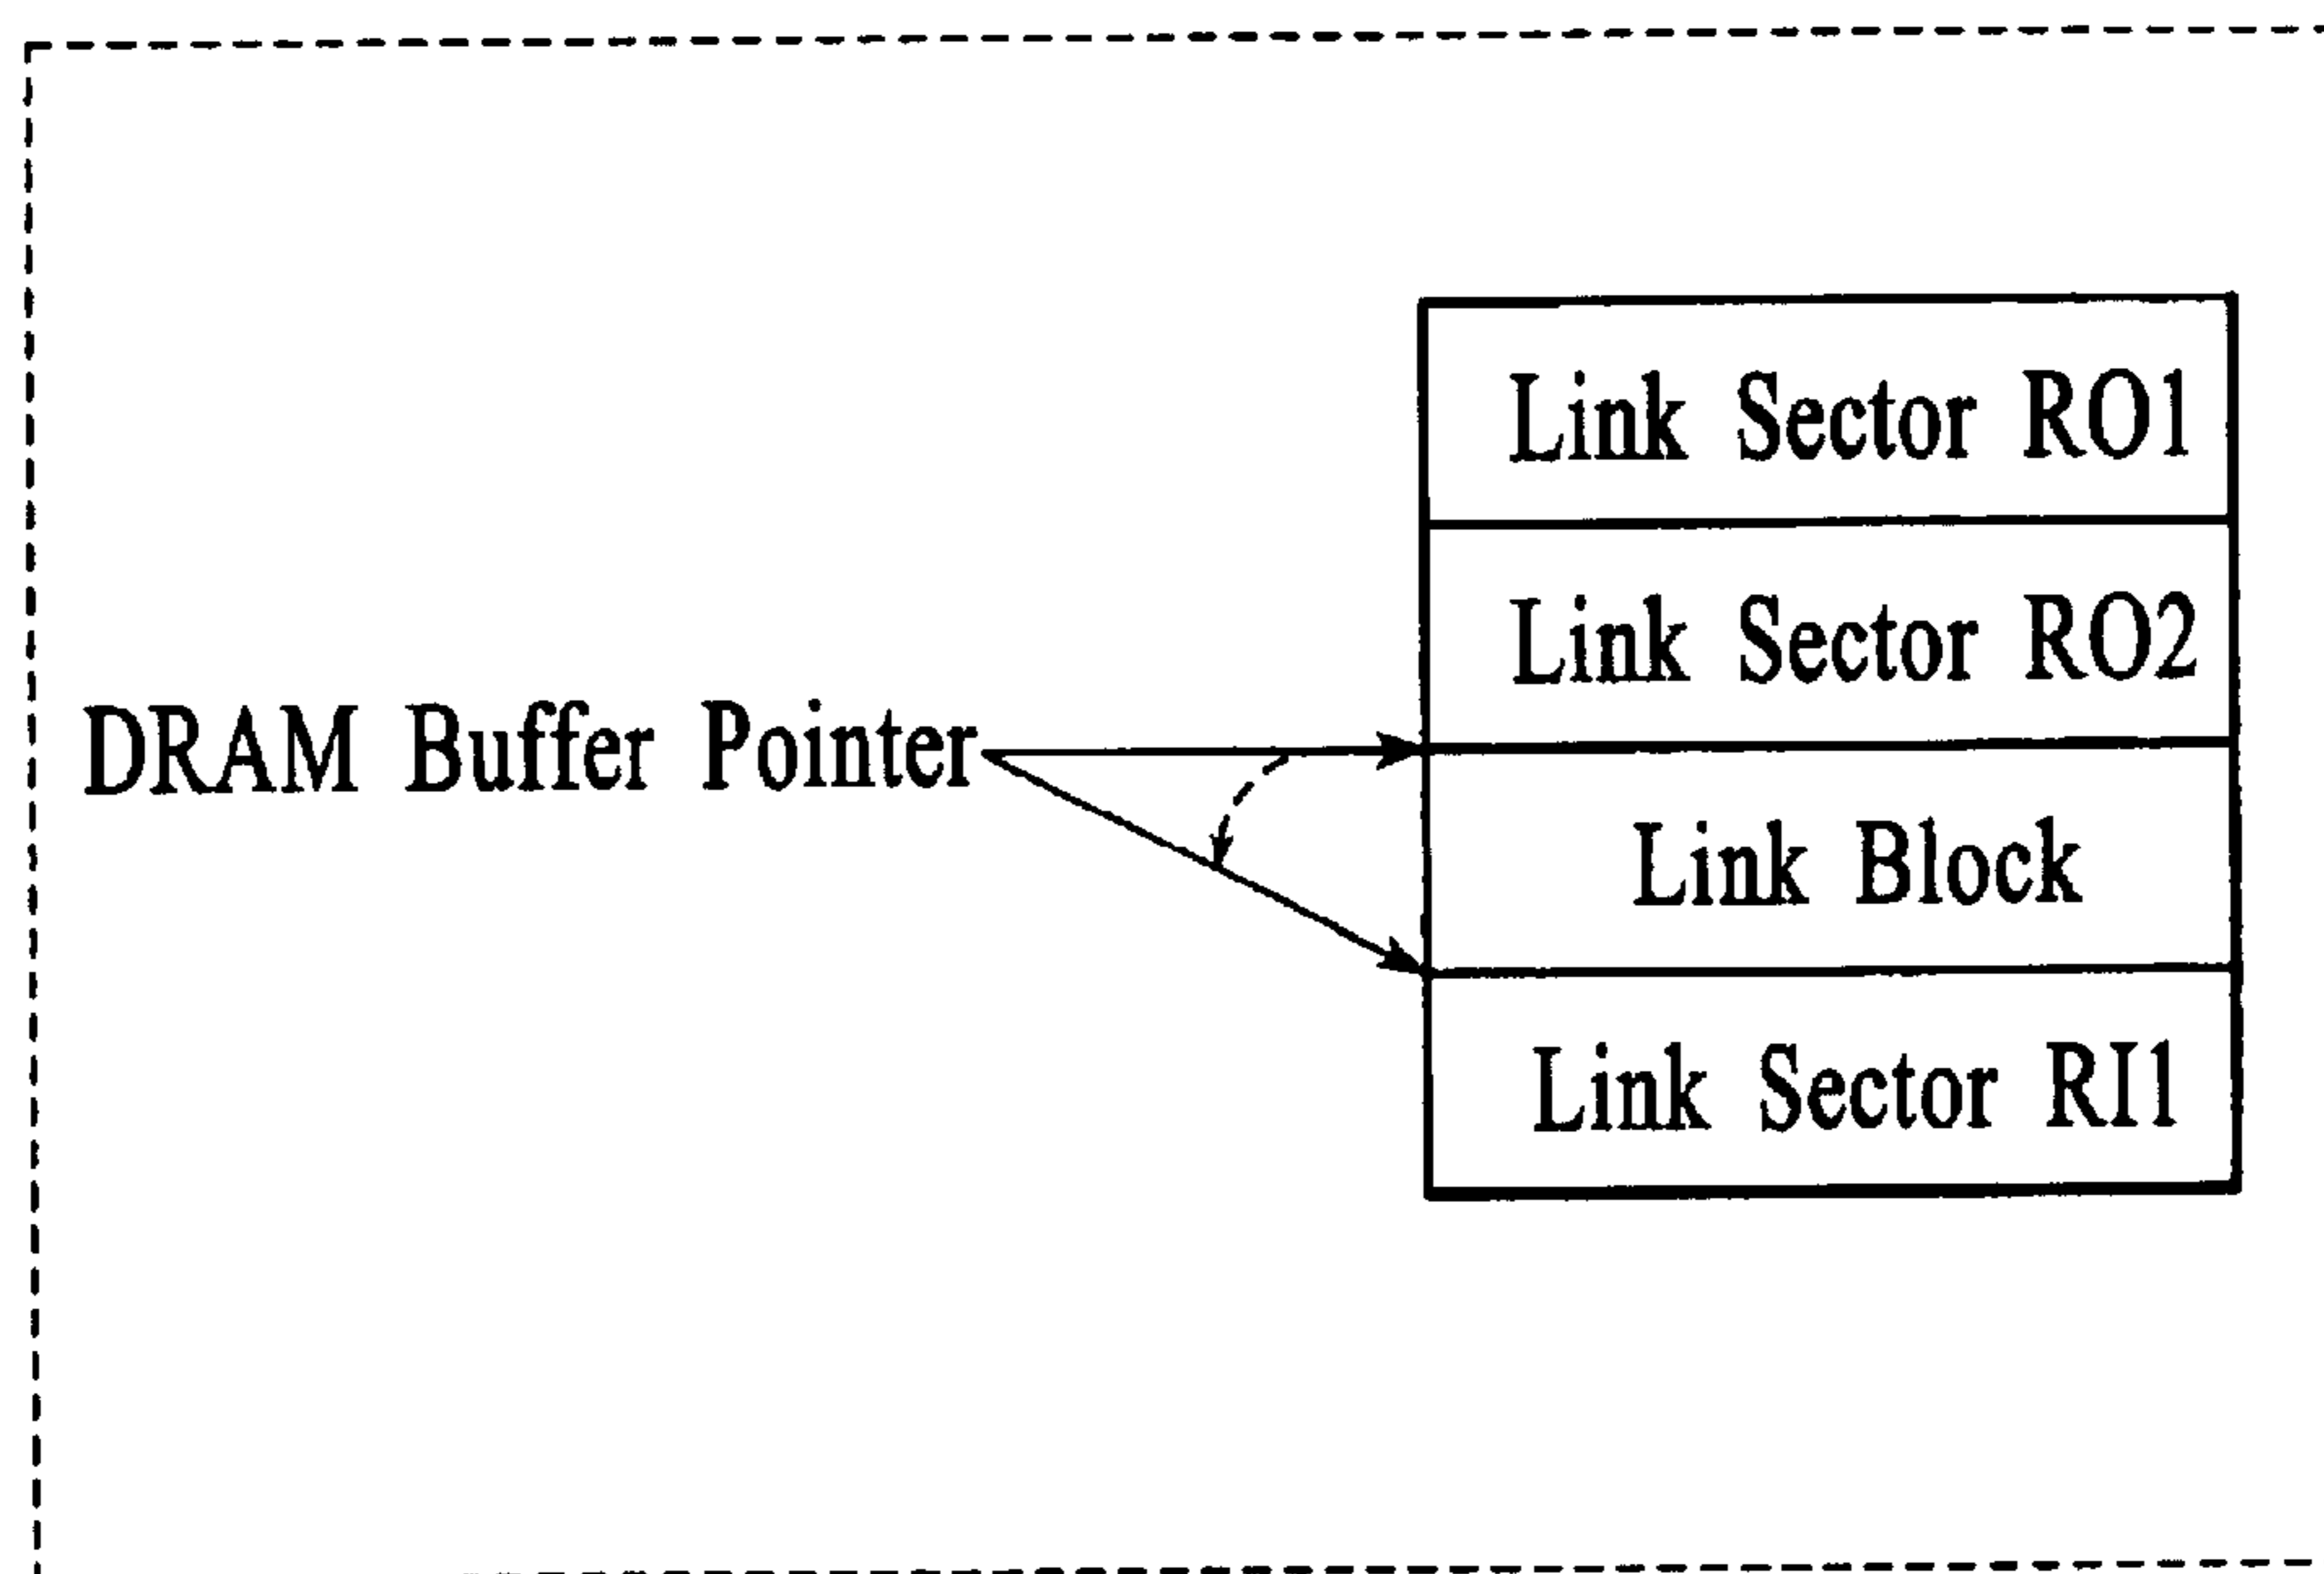 Link Sector RO1
Link Sector RO2
DRAM Buffer Pointer
Link Block
Link Sector RI1